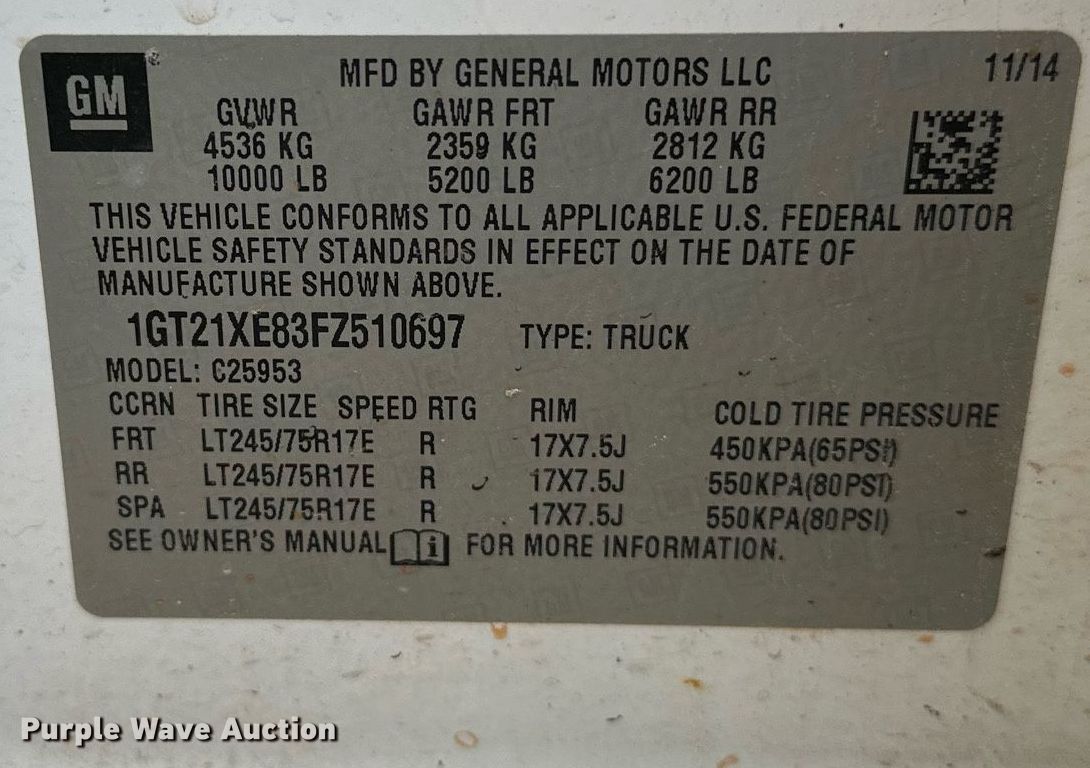 GM
MFD BY GENERAL MOTORS LLC 11/14
GVWR GAWR FRT GAWR RR
4536 KG 2359 KG 2812 KG
10000 LB 5200 LB 6200 LB
THIS VEHICLE CONFORMS TO ALL APPLICABLE U.S. FEDERAL MOTOR
VEHICLE SAFETY STANDARDS IN EFFECT ON THE DATE OF
MANUFACTURE SHOWN ABOVE.
1GT21XE83FZ510697 TYPE: TRUCK
MODEL: C25953
CCRN TIRE SIZE SPEED RTG RIM COLD TIRE PRESSURE
FRT LT245/75R17E R 17X7.5J 450KPA(65PSI)
RR LT245/75R17E R 17X7.5J 550KPA(80PSI)
SPA LT245/75R17E R 17X7.5J 550KPA(80PSI)
SEE OWNER'S MANUAL FOR MORE INFORMATION.
Purple Wave Auction